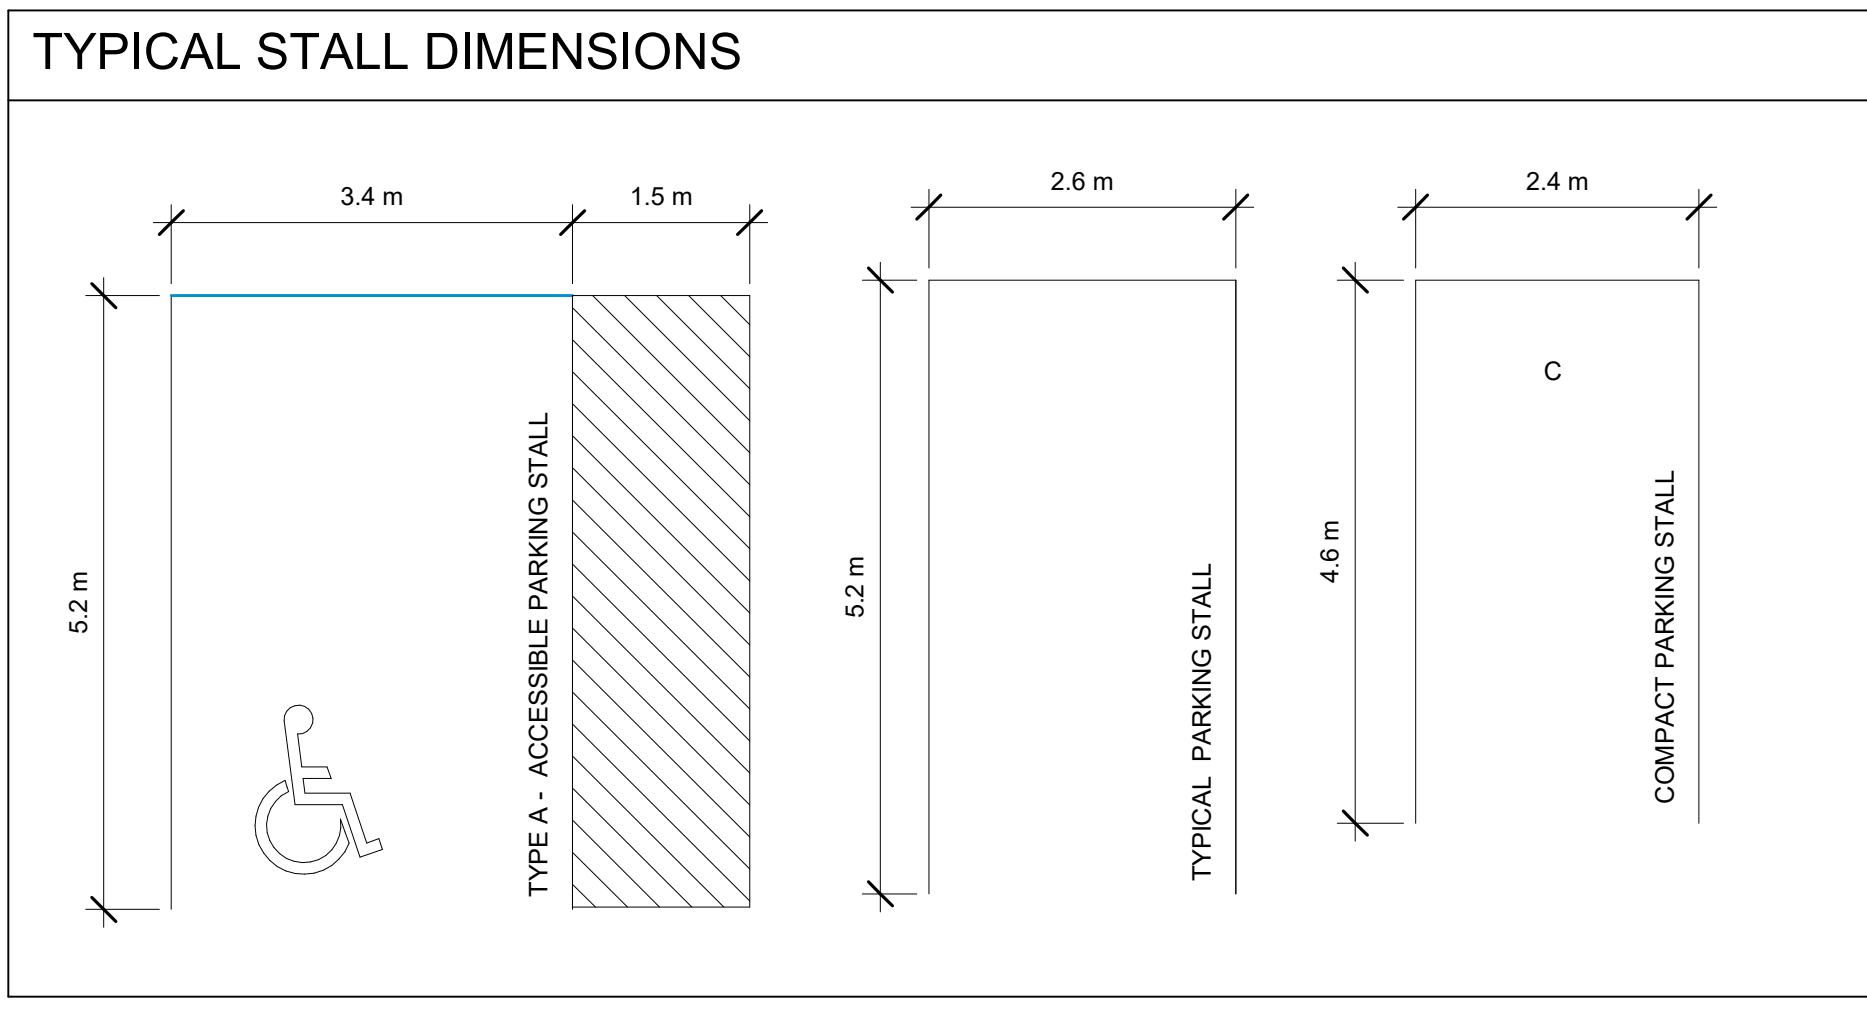 TYPICAL STALL DIMENSIONS
3.4 m
1.5 m
5.2 m
TYPE A - ACCESSIBLE PARKING STALL
2.6 m
5.2 m
TYPICAL PARKING STALL
2.4 m
4.6 m
C
COMPACT PARKING STALL